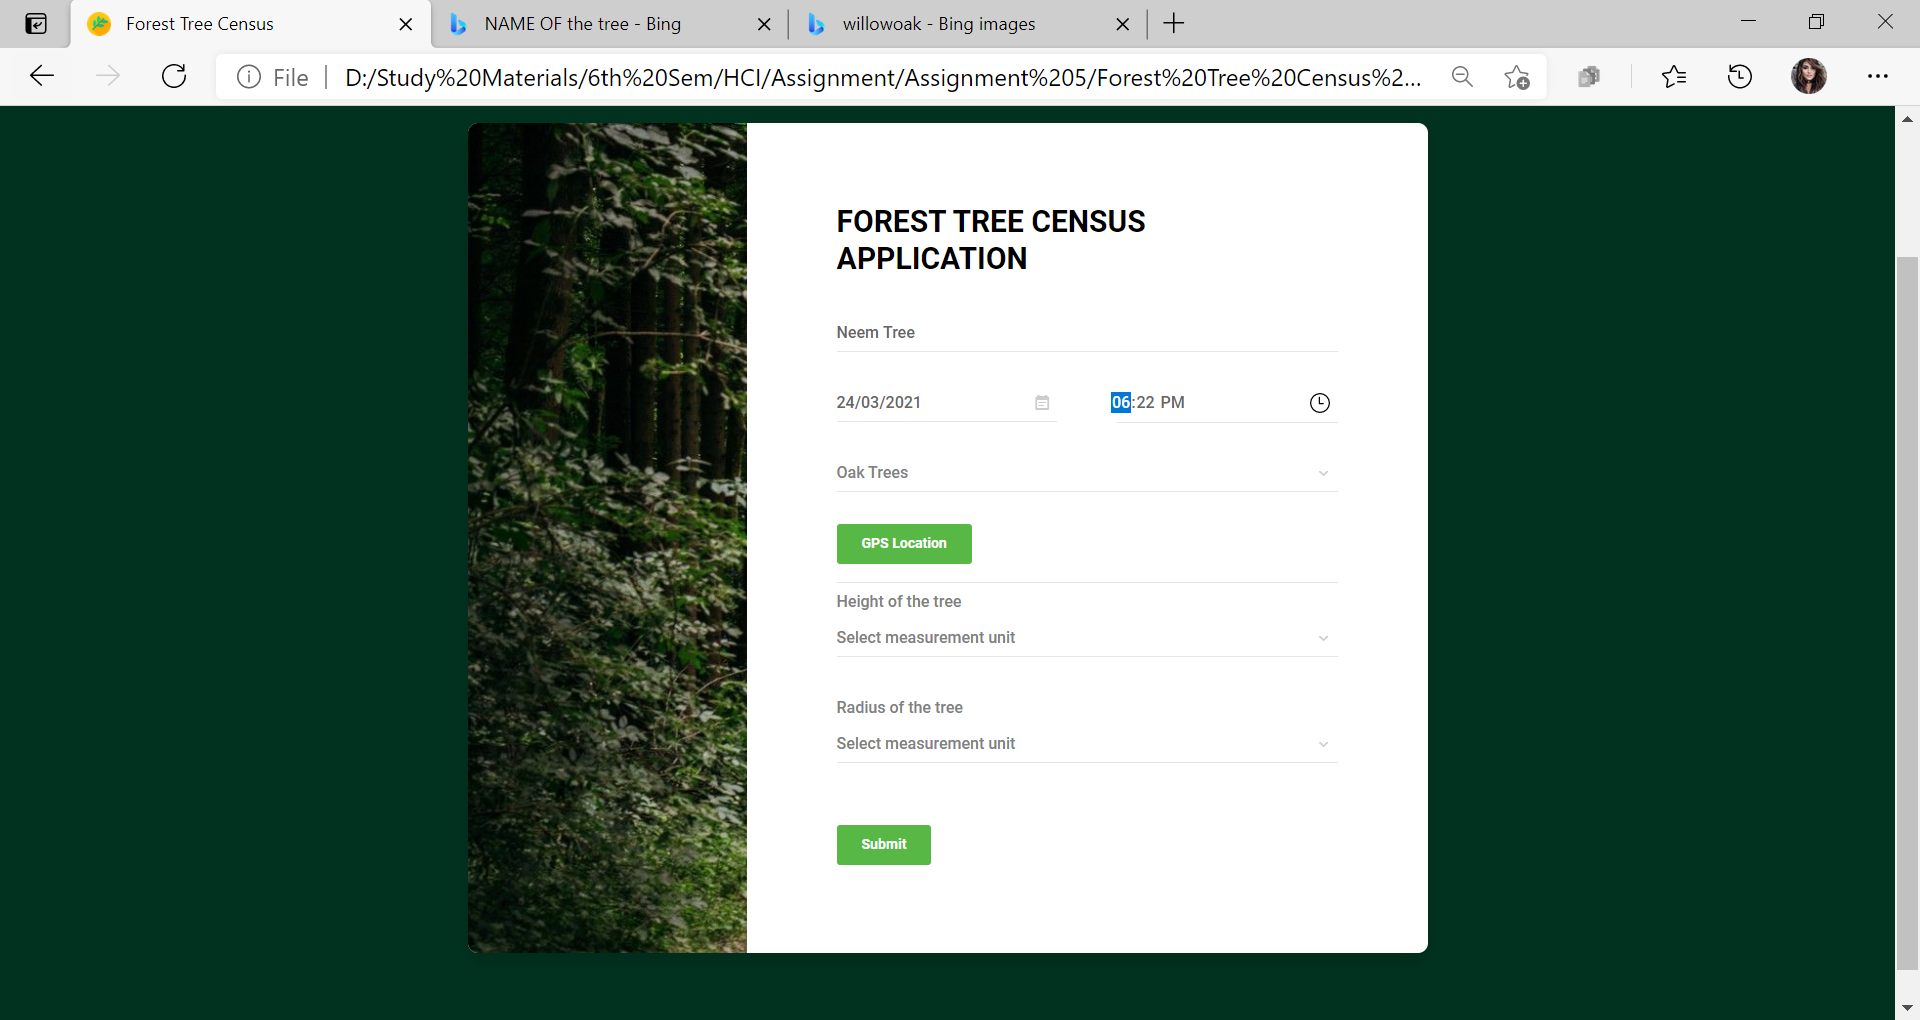 Forest Tree Census
NAME OF the tree - Bing
willowoak - Bing images
File
D:/Study%20Materials/6th%20Sem/HCI/Assignment/Assignment%205/Forest%20Tree%20Census%2...
FOREST TREE CENSUS
APPLICATION
Neem Tree
24/03/2021
06:22 PM
Oak Trees
GPS Location
Height of the tree
Select measurement unit
Radius of the tree
Select measurement unit
Submit